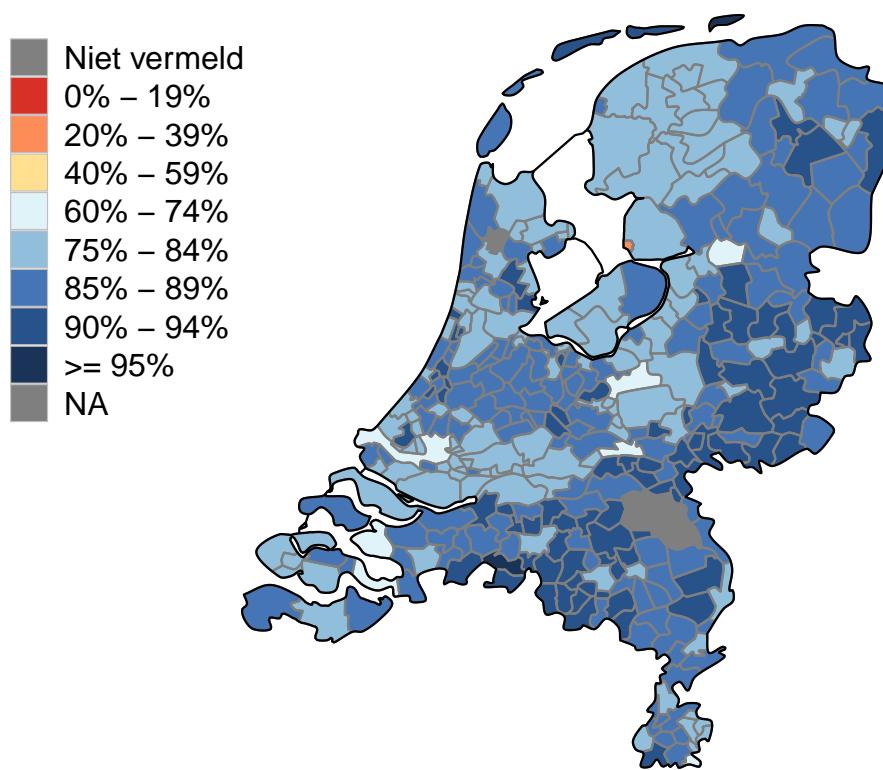 Niet vermeld
0% – 19%
20% – 39%
40% – 59%
60% – 74%
75% – 84%
85% – 89%
90% – 94%
>= 95%
NA